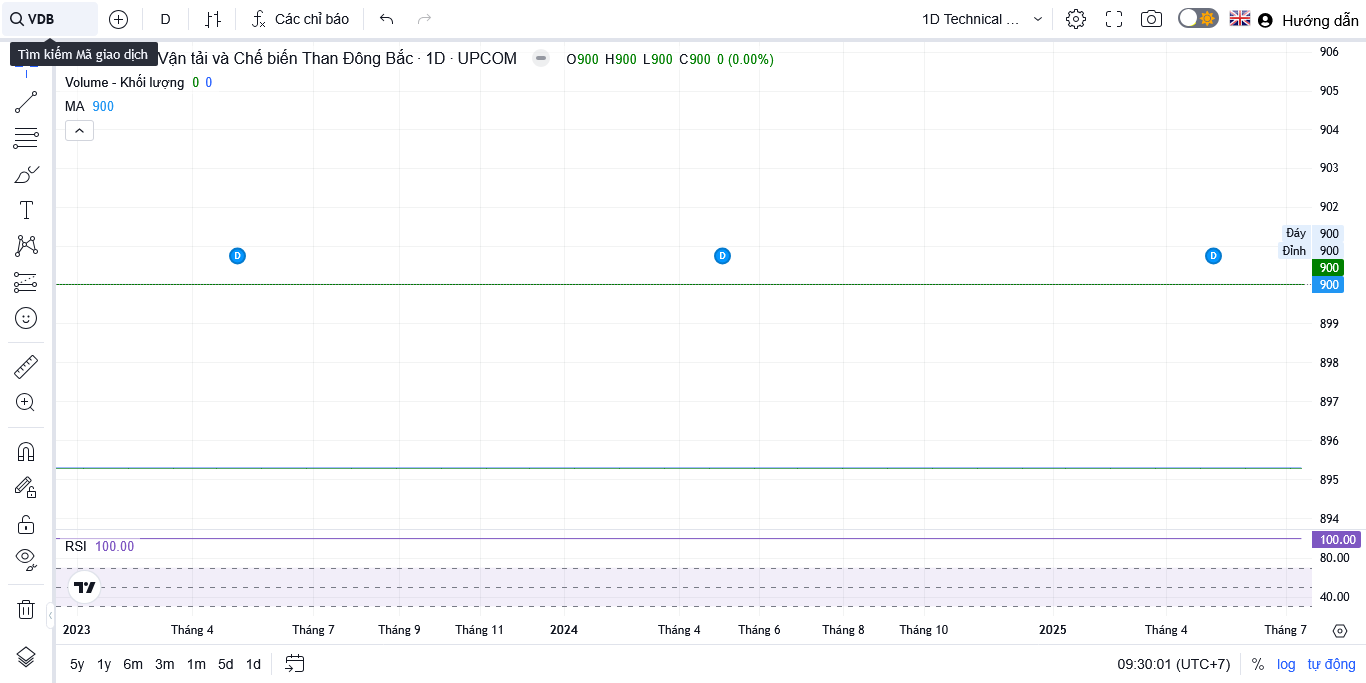 VDB
D
Các chỉ báo
1D Technical ...
Hướng dẫn
Tìm kiếm Mã giao dịch
Vận tải và Chế biến Than Đông Bắc · 1D · UPCOM
O900 H900 L900 C900 0 (0.00%)
Volume - Khối lượng 0 0
MA 900
906
905
904
903
902
Đáy 900
Đỉnh 900
900
900
899
898
897
896
895
894
D
D
D
RSI 100.00
100.00
80.00
40.00
2023 Tháng 4 Tháng 7 Tháng 9 Tháng 11 2024 Tháng 4 Tháng 6 Tháng 8 Tháng 10 2025 Tháng 4 Tháng 7
5y 1y 6m 3m 1m 5d 1d
09:30:01 (UTC+7) % log tự động